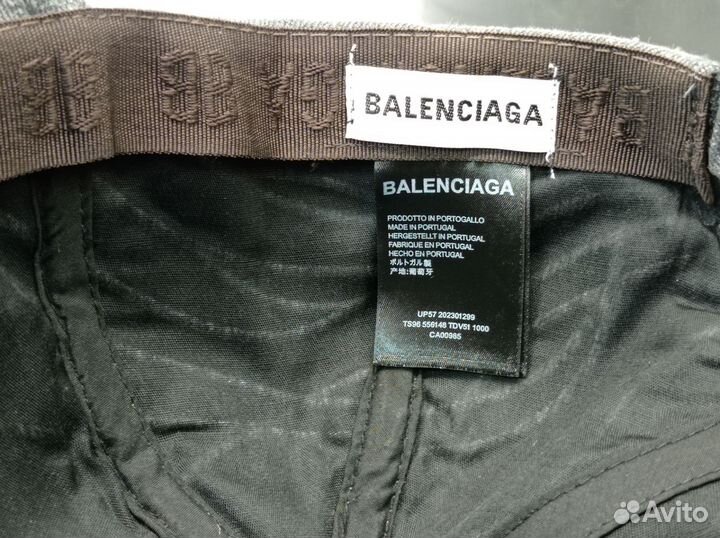 BALENCIAGA
BALENCIAGA
PRODOTTO IN PORTOGALLO
MADE IN PORTUGAL
HERGESTELLT IN PORTUGAL
FABRIQUE EN PORTUGAL
HECHO EN PORTUGAL
ポルトガル製
产地:葡萄牙
UP57 202301299
TS96 556148 TDV51 1000
CA00985
Avito